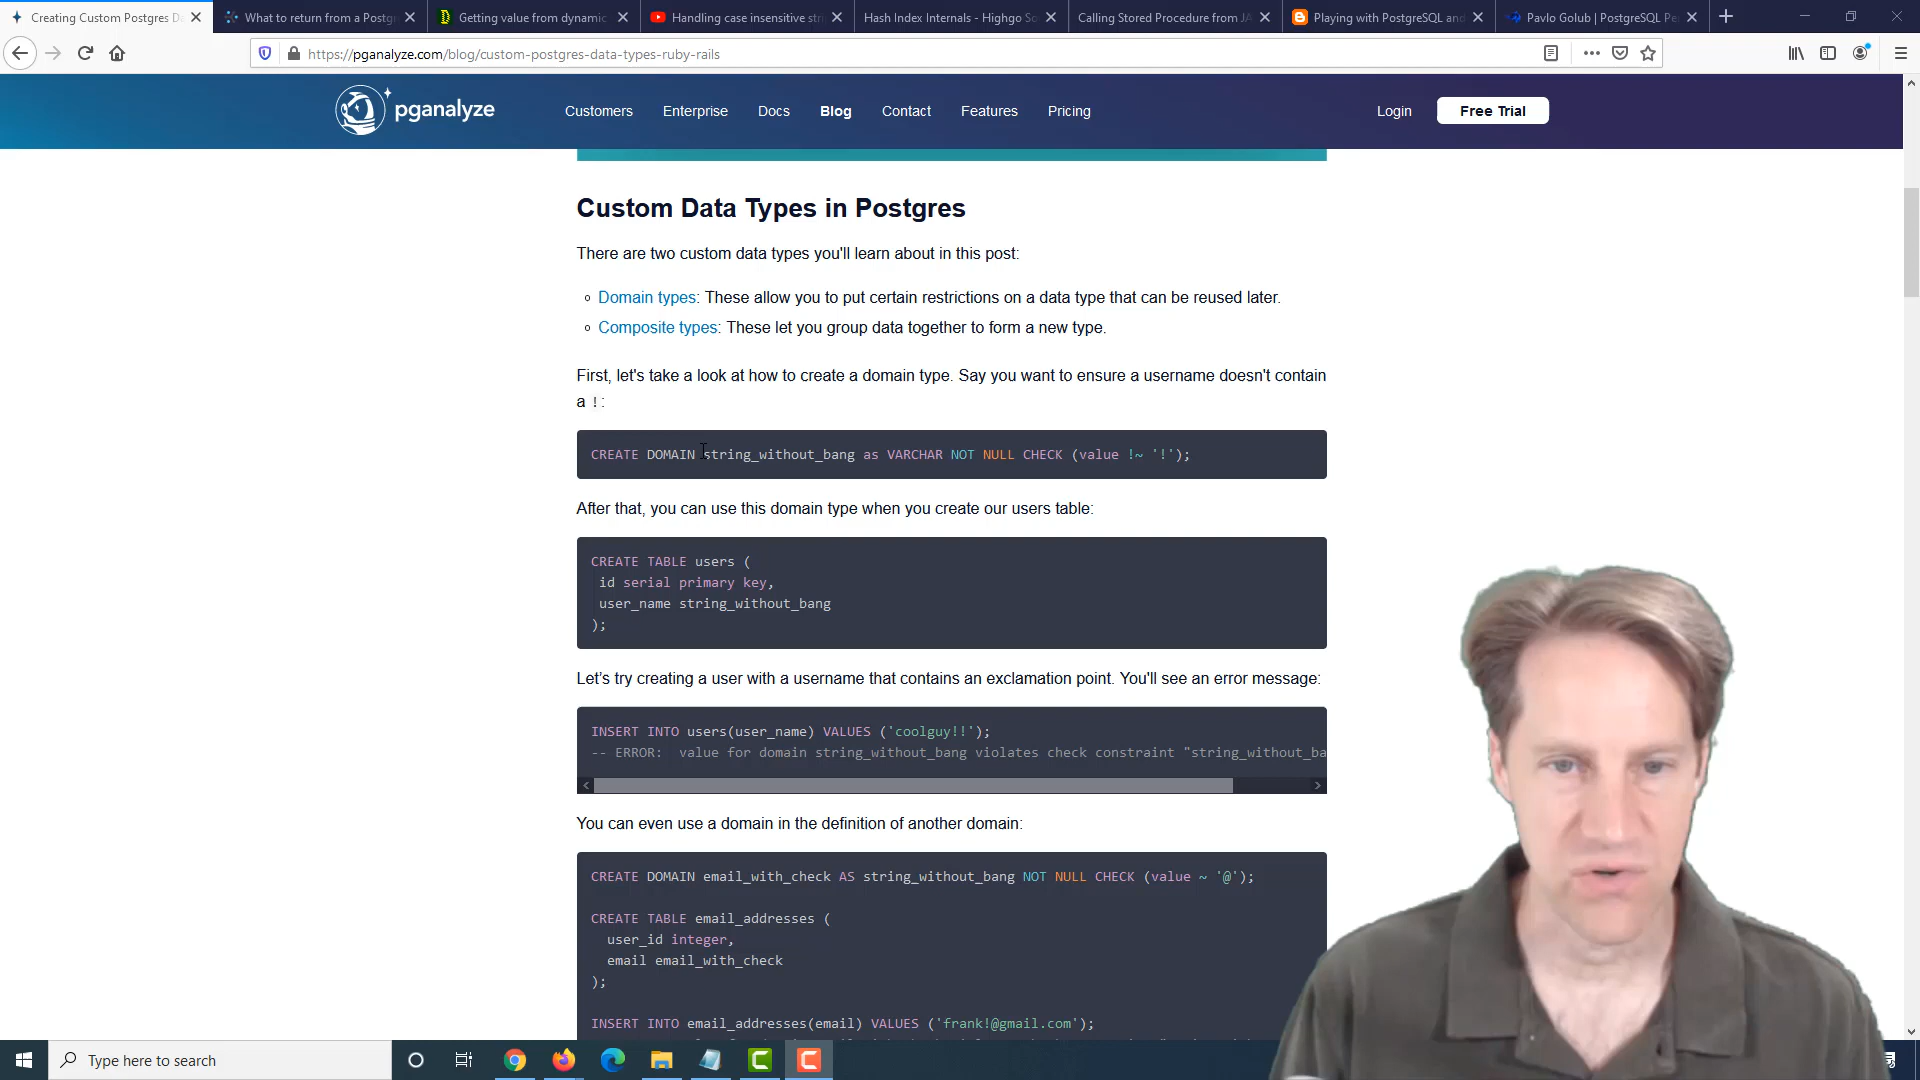 Creating Custom Postgres D
What to return from a Postgr
Getting value from dynamic
Handling case insensitive stri
Hash Index Internals - Highgo So
Calling Stored Procedure from JA
Playing with PostgreSQL and
Pavlo Golub | PostgreSQL Pe
https://pganalyze.com/blog/custom-postgres-data-types-ruby-rails
pganalyze
Customers Enterprise Docs Blog Contact Features Pricing
Login Free Trial
Custom Data Types in Postgres
There are two custom data types you'll learn about in this post:
Domain types: These allow you to put certain restrictions on a data type that can be reused later.
Composite types: These let you group data together to form a new type.
First, let's take a look at how to create a domain type. Say you want to ensure a username doesn't contain
a !:
CREATE DOMAIN string_without_bang as VARCHAR NOT NULL CHECK (value !~ '!');
After that, you can use this domain type when you create our users table:
CREATE TABLE users (
id serial primary key,
user_name string_without_bang
);
Let’s try creating a user with a username that contains an exclamation point. You'll see an error message:
INSERT INTO users(user_name) VALUES ('coolguy!!');
-- ERROR: value for domain string_without_bang violates check constraint "string_without_ba
You can even use a domain in the definition of another domain:
CREATE DOMAIN email_with_check AS string_without_bang NOT NULL CHECK (value ~ '@');
CREATE TABLE email_addresses (
user_id integer,
email email_with_check
);
INSERT INTO email_addresses(email) VALUES ('frank!@gmail.com');
Type here to search